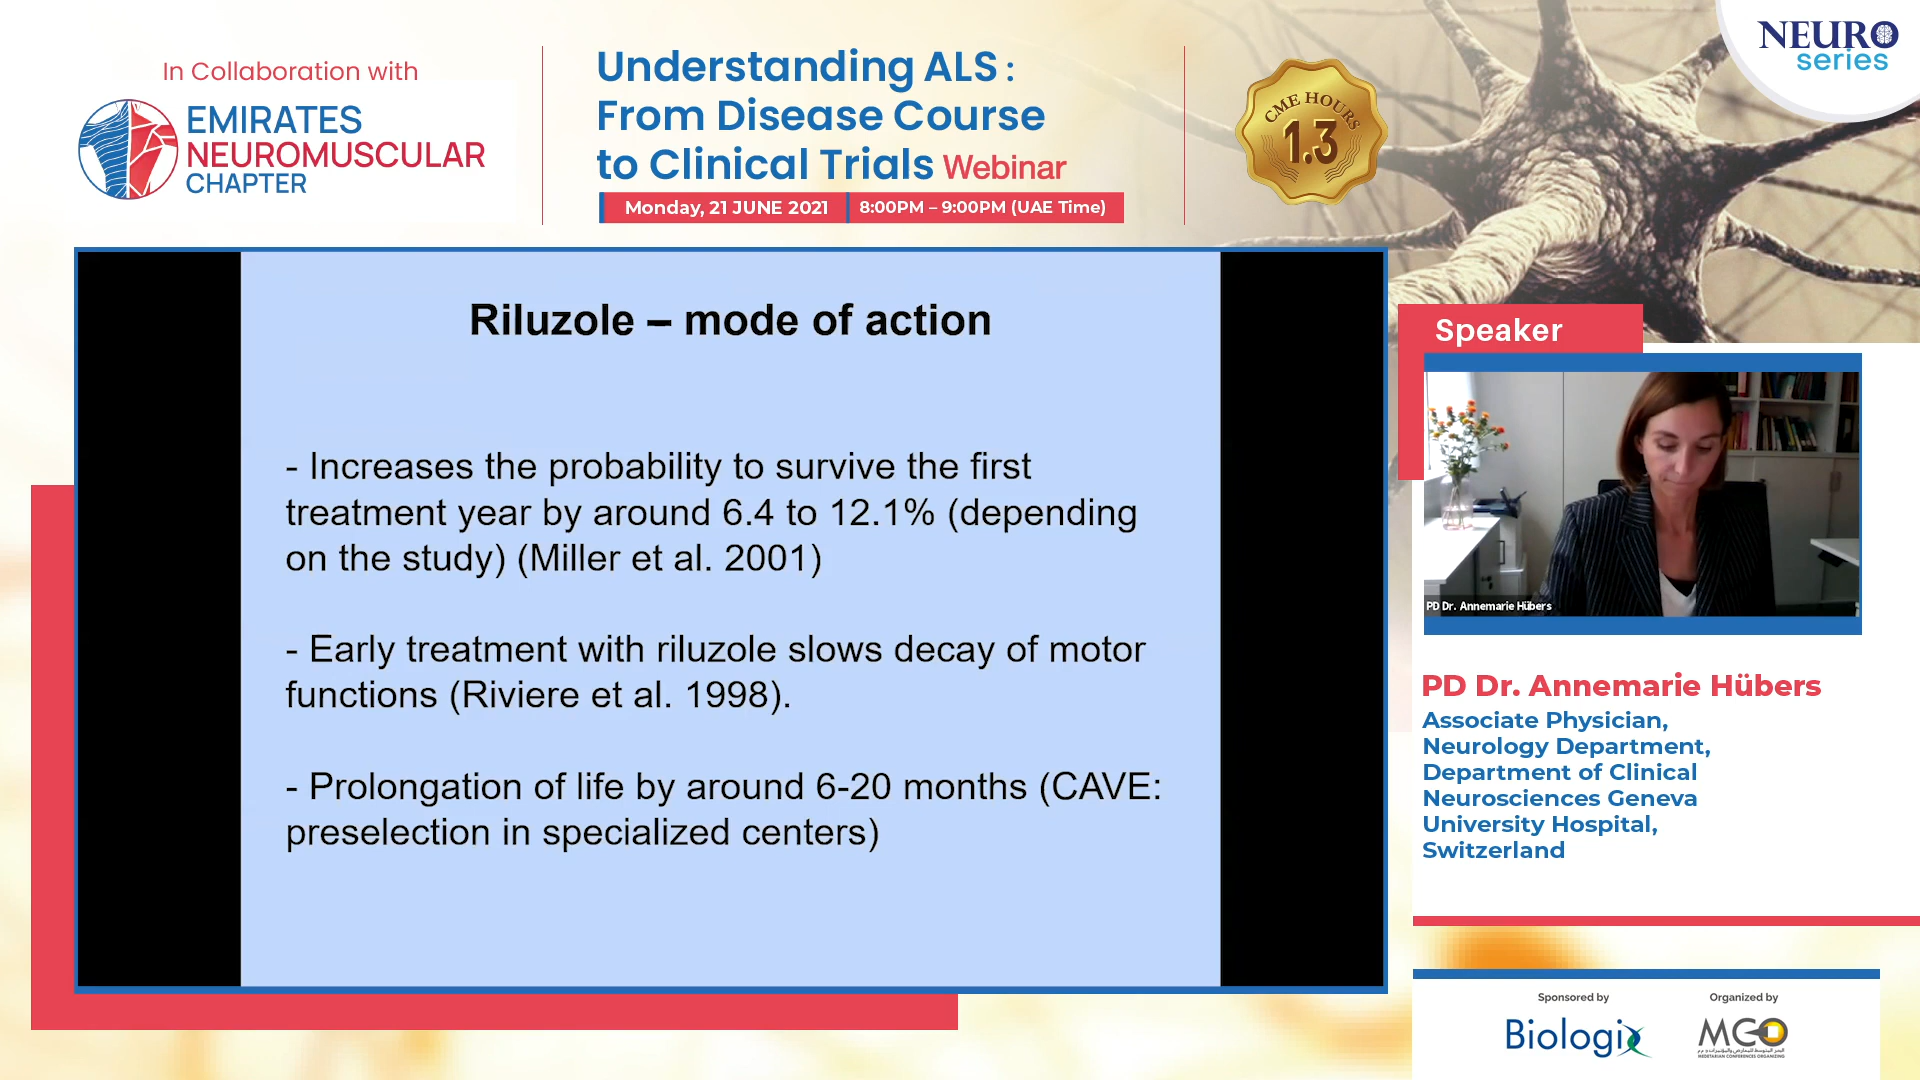 In Collaboration with
EMIRATES
NEUROMUSCULAR
CHAPTER
Understanding ALS :
From Disease Course
to Clinical Trials Webinar
Monday, 21 JUNE 2021
8:00PM – 9:00PM (UAE Time)
CME HOURS
1.3
NEURO
series
Riluzole – mode of action
- Increases the probability to survive the first
treatment year by around 6.4 to 12.1% (depending
on the study) (Miller et al. 2001)
- Early treatment with riluzole slows decay of motor
functions (Riviere et al. 1998).
- Prolongation of life by around 6-20 months (CAVE:
preselection in specialized centers)
Speaker
PD Dr. Annemarie Hübers
PD Dr. Annemarie Hübers
Associate Physician,
Neurology Department,
Department of Clinical
Neurosciences Geneva
University Hospital,
Switzerland
Sponsored by
Biologix
Organized by
MCO